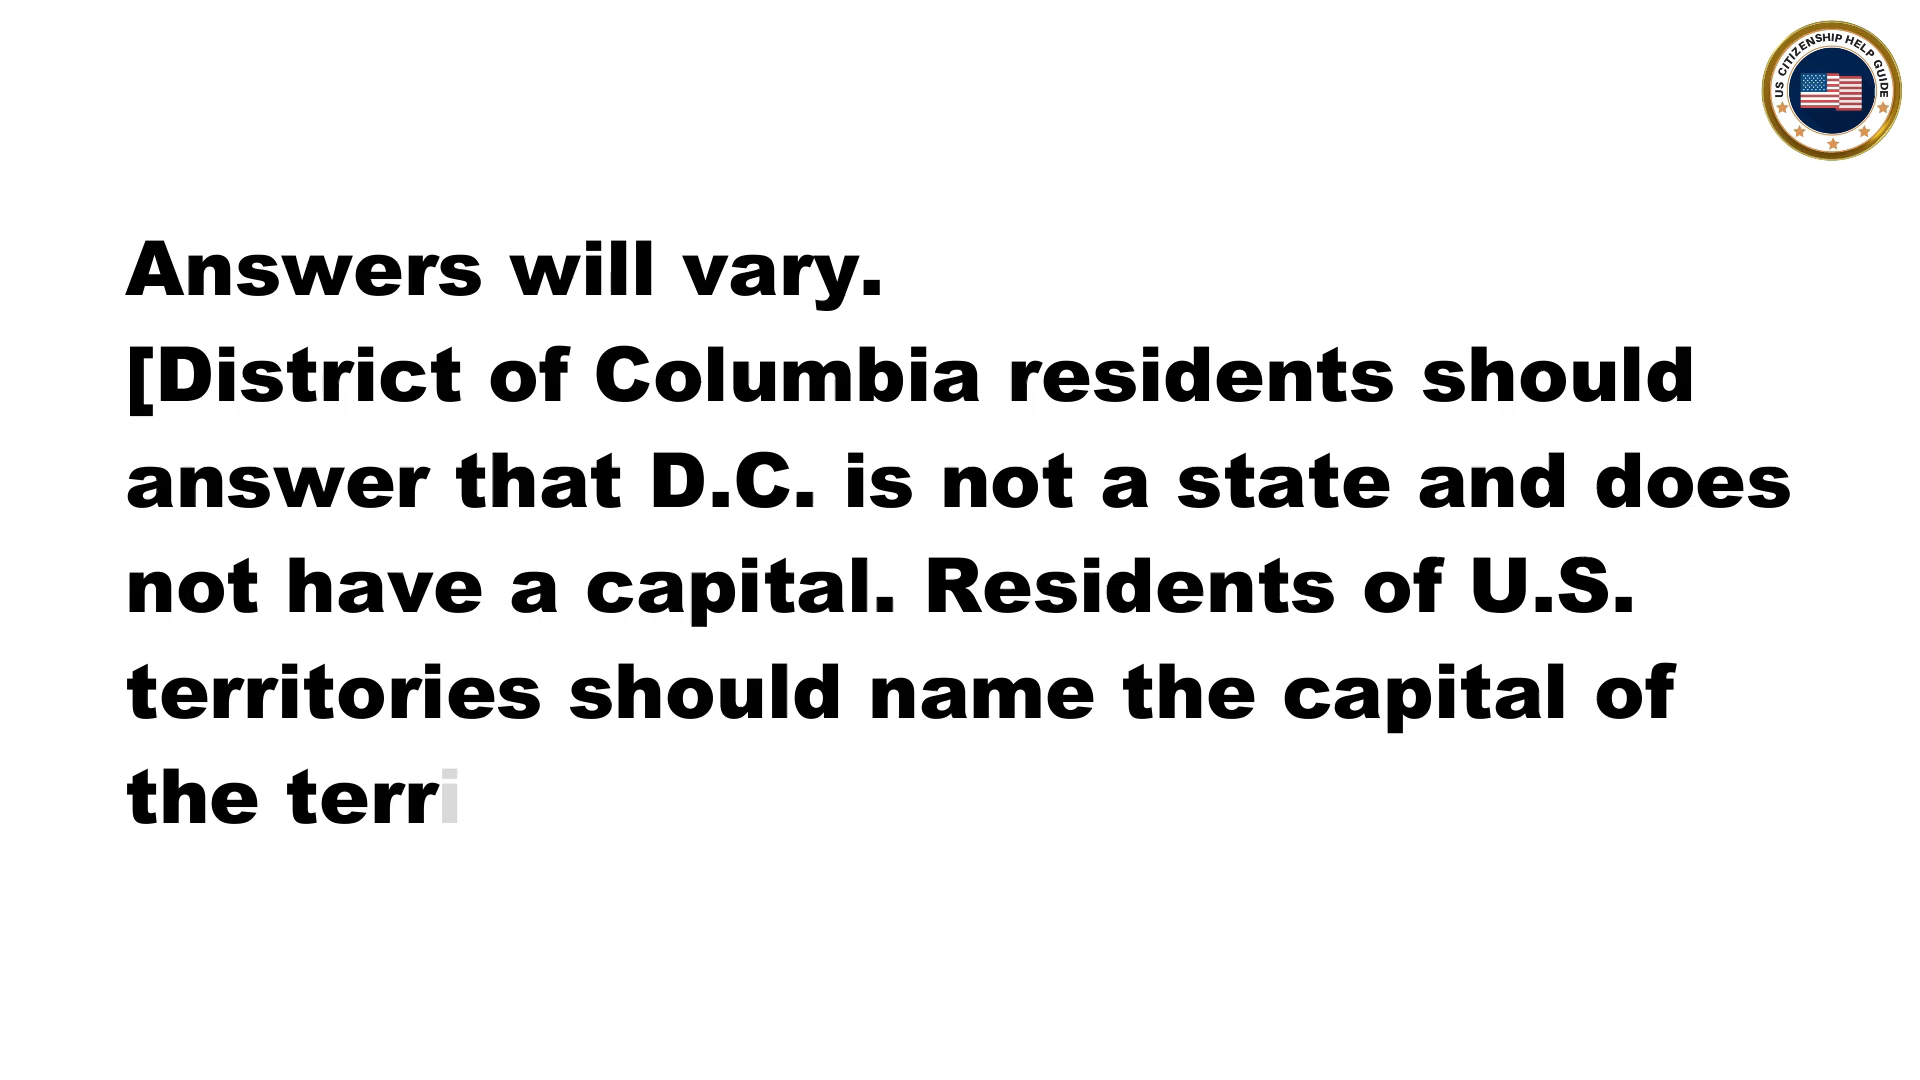 US CITIZENSHIP HELP GUIDE
Answers will vary.
[District of Columbia residents should
answer that D.C. is not a state and does
not have a capital. Residents of U.S.
territories should name the capital of
the terri